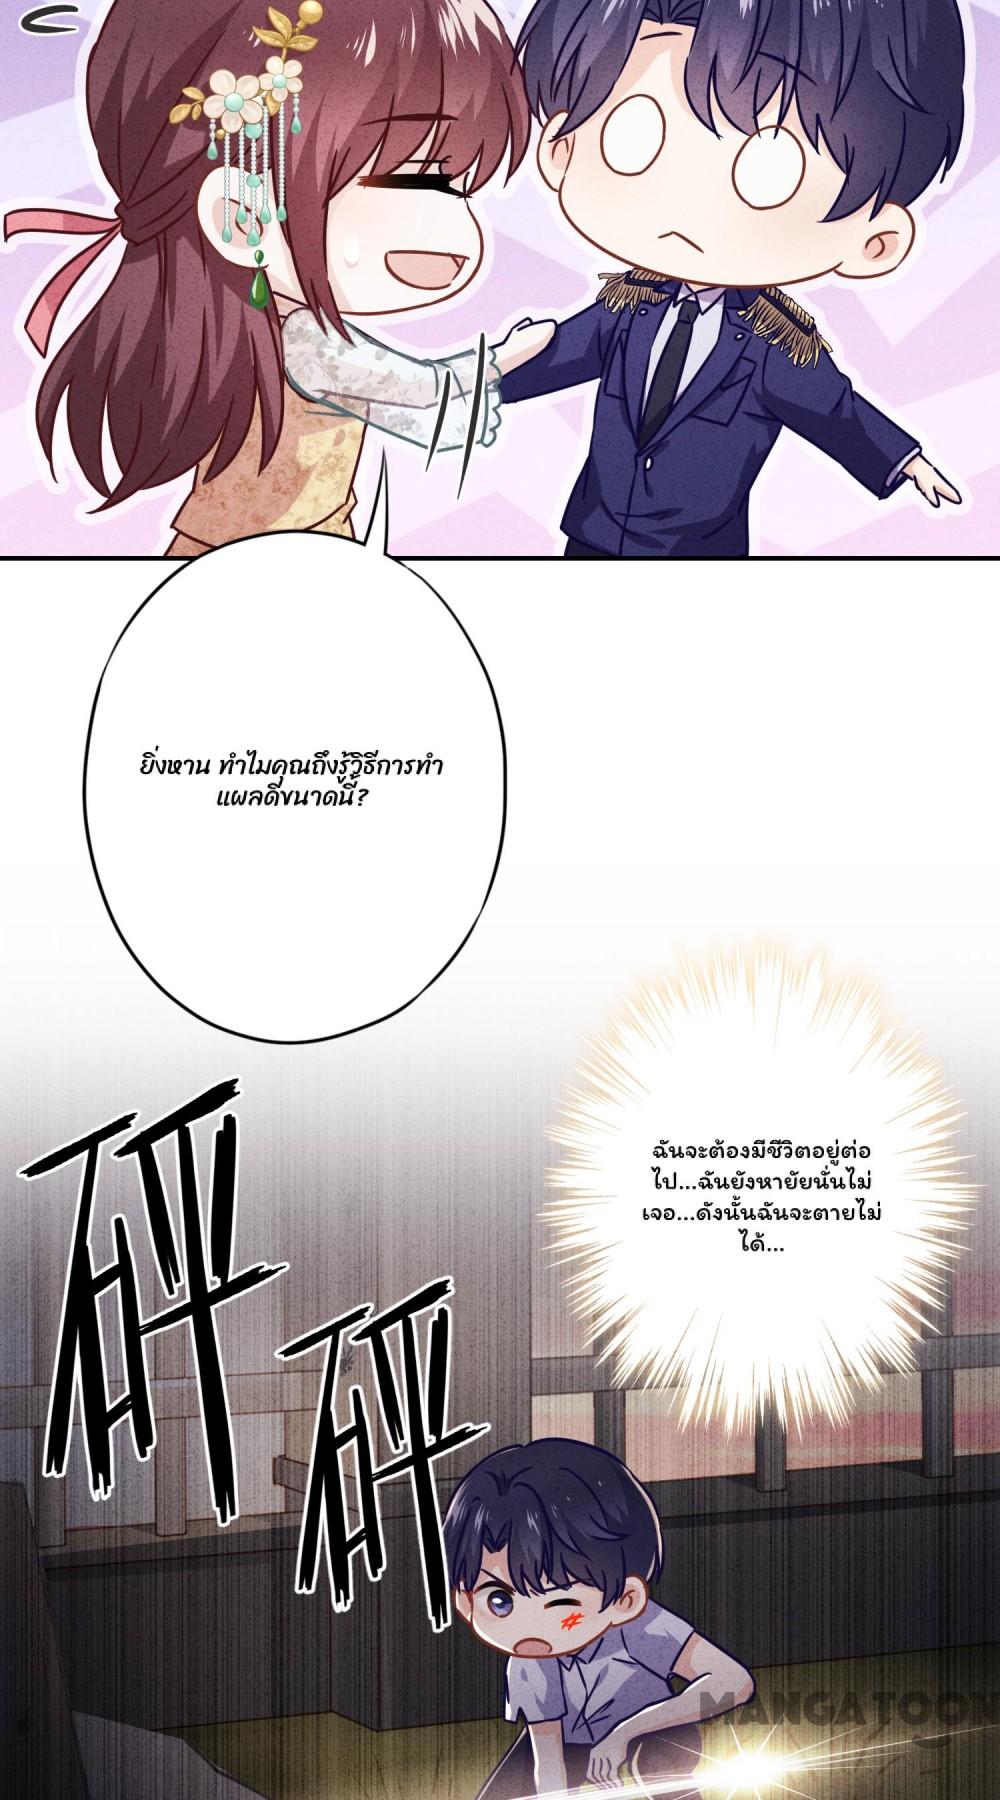 ยิ่งหาน ทำไมคุณถึงรู้วิธีการทำ
แผลดีขนาดนี้?
ฉันจะต้องมีชีวิตอยู่ต่อ
ไป...ฉันยังหายัยนั่นไม่
เจอ...ดังนั้นฉันจะตายไม่
ได้...
砰
砰
MANGATOON